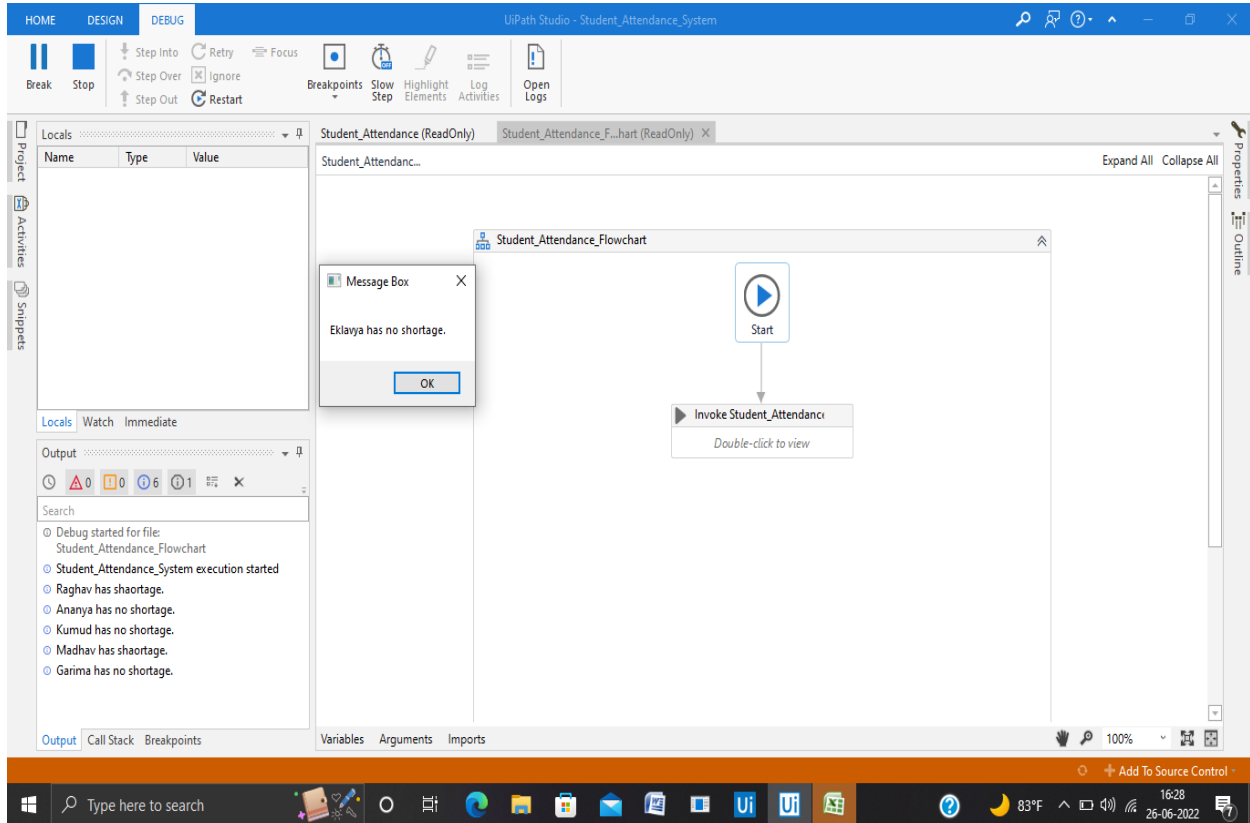 HOME DESIGN DEBUG UiPath Studio - Student_Attendance_System
Break Stop Step Into Retry Focus
Step Over Ignore
Step Out Restart
Breakpoints Slow Step Highlight Elements Log Activities Open Logs
OFF
Project
Activities
Snippets
Locals
Name Type Value
Locals Watch Immediate
Output
0 0 6 1
Search
Debug started for file:
Student_Attendance_Flowchart
Student_Attendance_System execution started
Raghav has shaortage.
Ananya has no shortage.
Kumud has no shortage.
Madhav has shaortage.
Garima has no shortage.
Output Call Stack Breakpoints
Student_Attendance (ReadOnly) Student_Attendance_F...hart (ReadOnly)
Student_Attendanc... Expand All Collapse All
Student_Attendance_Flowchart
Start
Invoke Student_Attendance
Double-click to view
Message Box
Eklavya has no shortage.
OK
Variables Arguments Imports 100%
Properties
Outline
Add To Source Control
Type here to search Ui Ui 83°F 16:28
26-06-2022
7